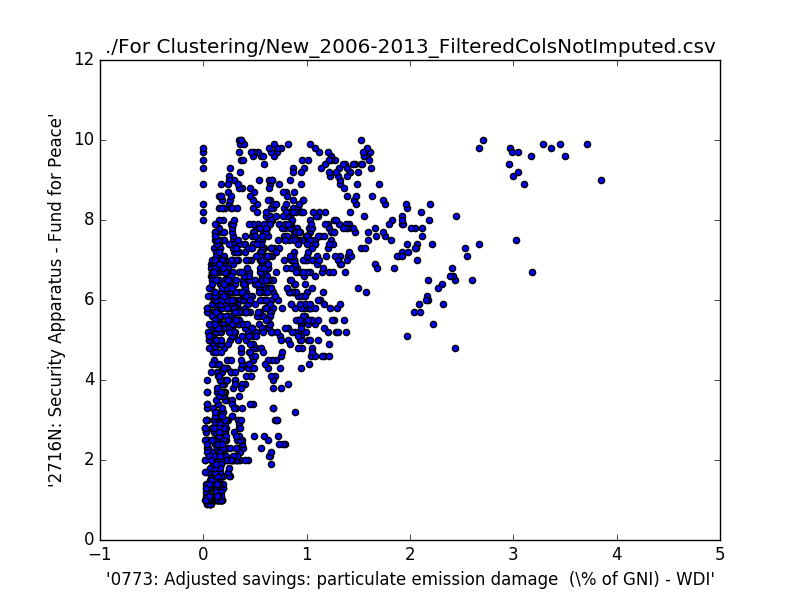 ./For Clustering/New_2006-2013_FilteredColsNotImputed.csv
12
10
8
6
4
2
0
'2716N: Security Apparatus - Fund for Peace'
−1 0 1 2 3 4 5
'0773: Adjusted savings: particulate emission damage  (\% of GNI) - WDI'